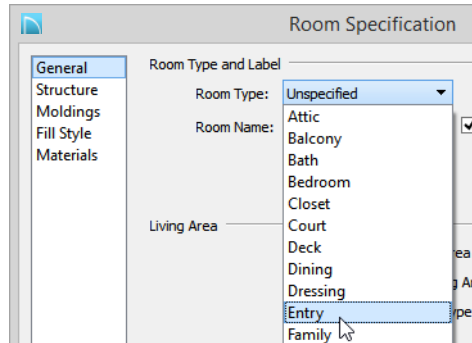 Room Specification
General
Structure
Moldings
Fill Style
Materials
Room Type and Label
Room Type: Unspecified
Room Name:
Attic
Balcony
Bath
Bedroom
Closet
Court
Deck
Dining
Dressing
Entry
Family
Living Area